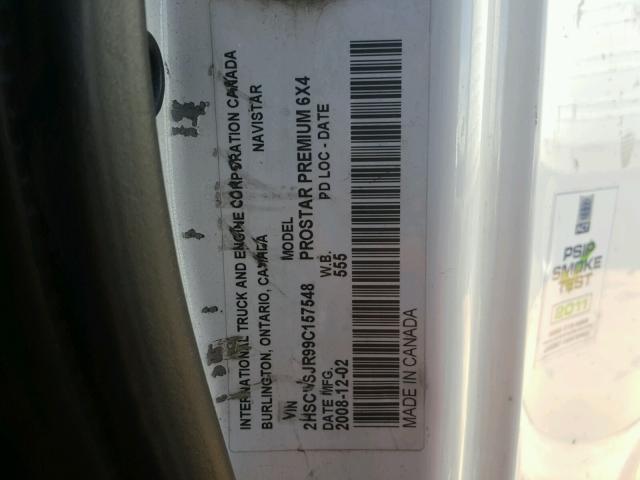 INTERNATIONAL TRUCK AND ENGINE CORPORATION CANADA
BURLINGTON, ONTARIO, CANADA NAVISTAR
VIN MODEL
2HSCWSJR99C157548 PROSTAR PREMIUM 6X4
DATE MFG. W.B. PD LOC - DATE
2008-12-02 555
MADE IN CANADA
PSIP
SMOKE
TEST
2011